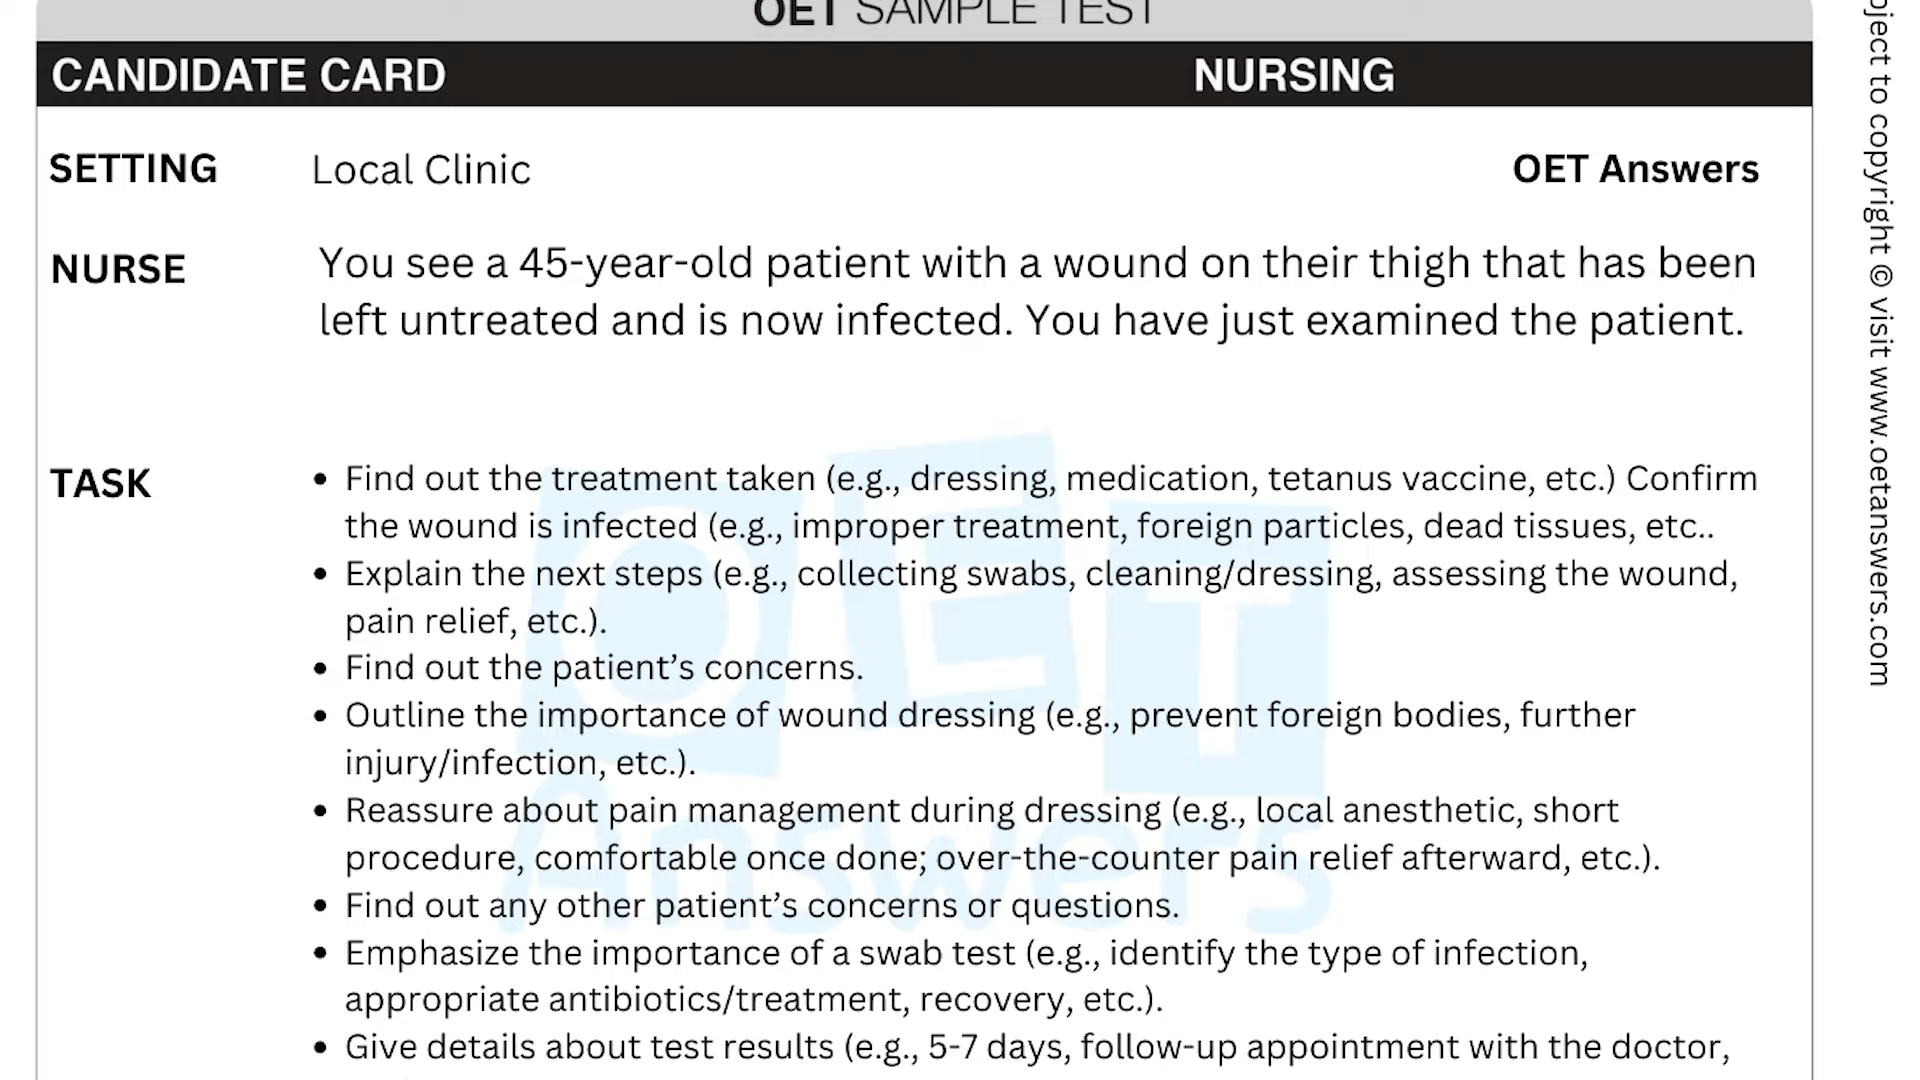 OET SAMPLE TEST
CANDIDATE CARD NURSING
SETTING Local Clinic OET Answers
NURSE You see a 45-year-old patient with a wound on their thigh that has been
left untreated and is now infected. You have just examined the patient.
TASK • Find out the treatment taken (e.g., dressing, medication, tetanus vaccine, etc.) Confirm
the wound is infected (e.g., improper treatment, foreign particles, dead tissues, etc..
• Explain the next steps (e.g., collecting swabs, cleaning/dressing, assessing the wound,
pain relief, etc.).
• Find out the patient’s concerns.
• Outline the importance of wound dressing (e.g., prevent foreign bodies, further
injury/infection, etc.).
• Reassure about pain management during dressing (e.g., local anesthetic, short
procedure, comfortable once done; over-the-counter pain relief afterward, etc.).
• Find out any other patient’s concerns or questions.
• Emphasize the importance of a swab test (e.g., identify the type of infection,
appropriate antibiotics/treatment, recovery, etc.).
• Give details about test results (e.g., 5-7 days, follow-up appointment with the doctor,
to copyright © visit www.oetanswers.com
OET
Answers